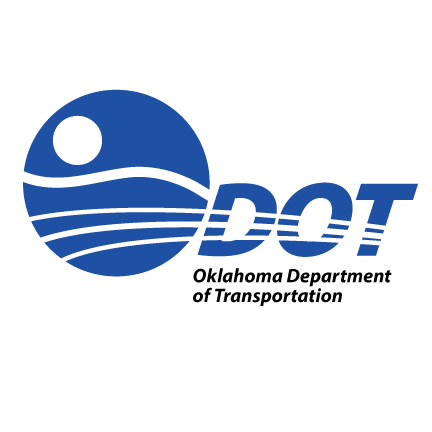 DOT
Oklahoma Department
of Transportation